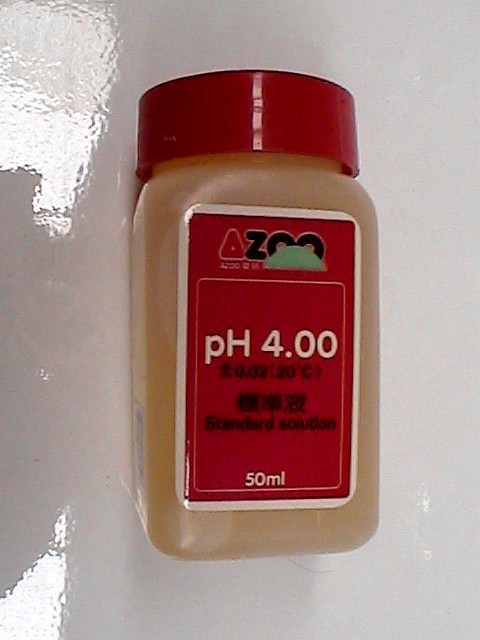 AZOO
pH 4.00
±0.02(20°C)
標準液
Standard solution
50ml